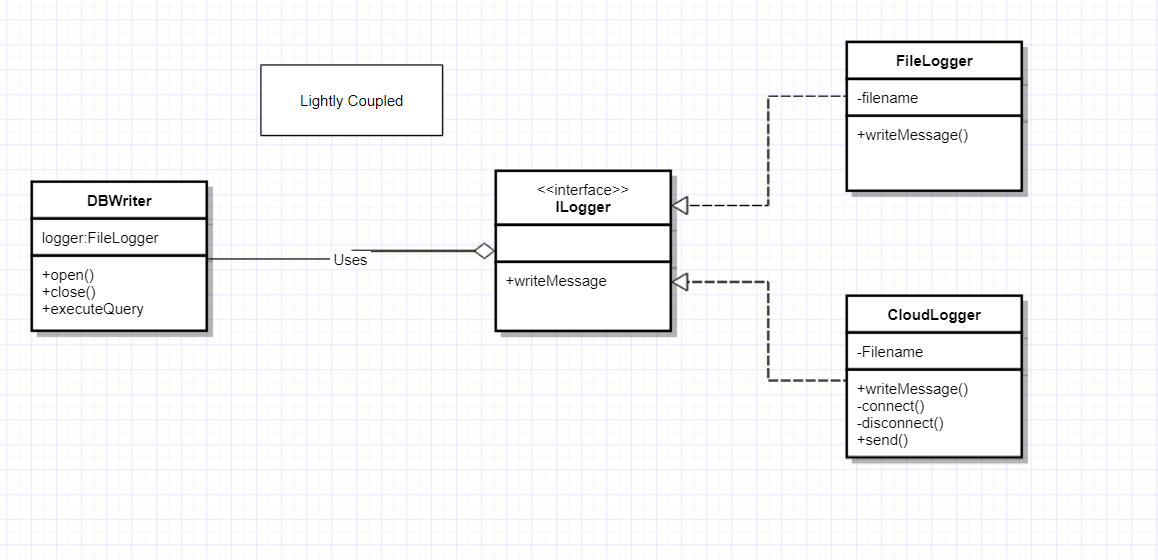 Lightly Coupled
DBWriter
logger:FileLogger
+open()
+close()
+executeQuery
Uses
<<interface>>
ILogger
+writeMessage
FileLogger
-filename
+writeMessage()
CloudLogger
-Filename
+writeMessage()
-connect()
-disconnect()
+send()